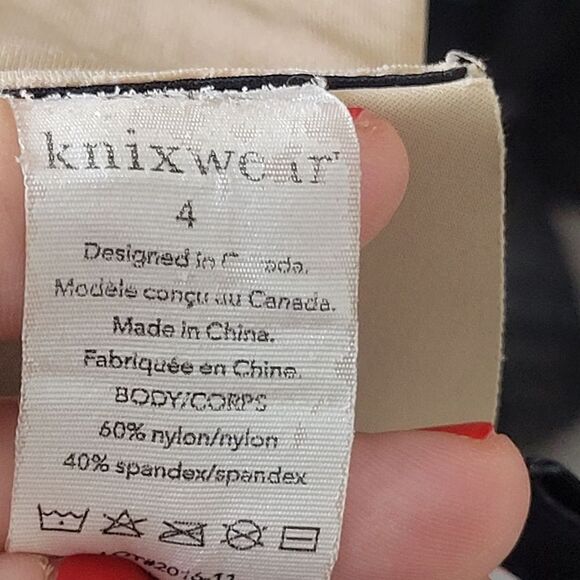 knixwear
4
Designed in
Modèle conçu au Canada.
Made in China.
Fabriquée en Chine.
BODY/CORPS
60% nylon/nylon
40% spandex/spandex